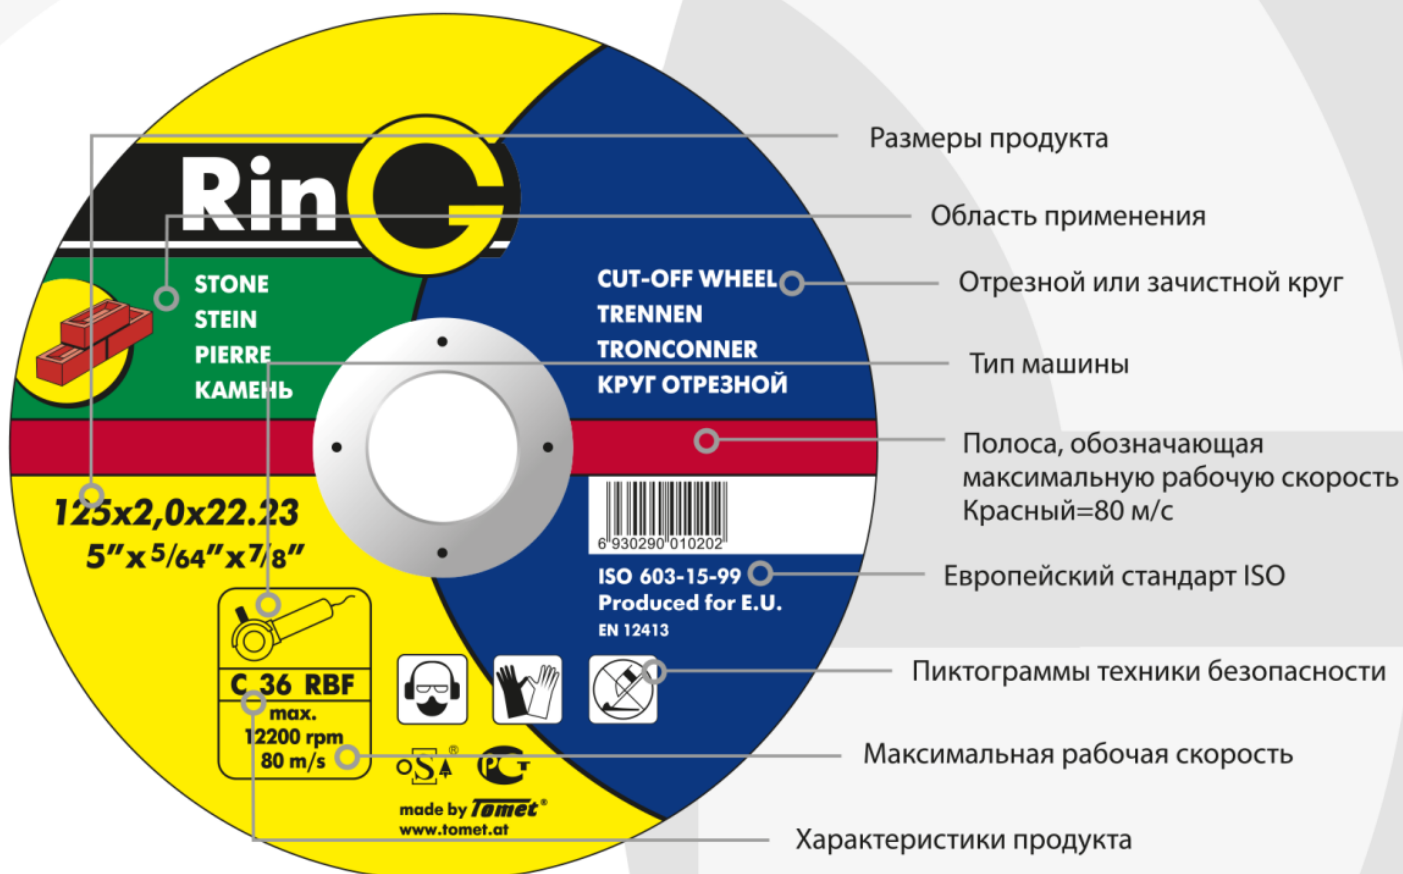 RinG
STONE
STEIN
PIERRE
КАМЕНЬ
CUT-OFF WHEEL
TRENNEN
TRONCONNER
КРУГ ОТРЕЗНОЙ
125x2,0x22.23
5”x5/64”x7/8”
6 930290 010202
ISO 603-15-99
Produced for E.U.
EN 12413
C 36 RBF
max.
12200 rpm
80 m/s
S®
РСТ
made by Tomet®
www.tomet.at
Размеры продукта
Область применения
Отрезной или зачистной круг
Тип машины
Полоса, обозначающая
максимальную рабочую скорость
Красный=80 м/с
Европейский стандарт ISO
Пиктограммы техники безопасности
Максимальная рабочая скорость
Характеристики продукта